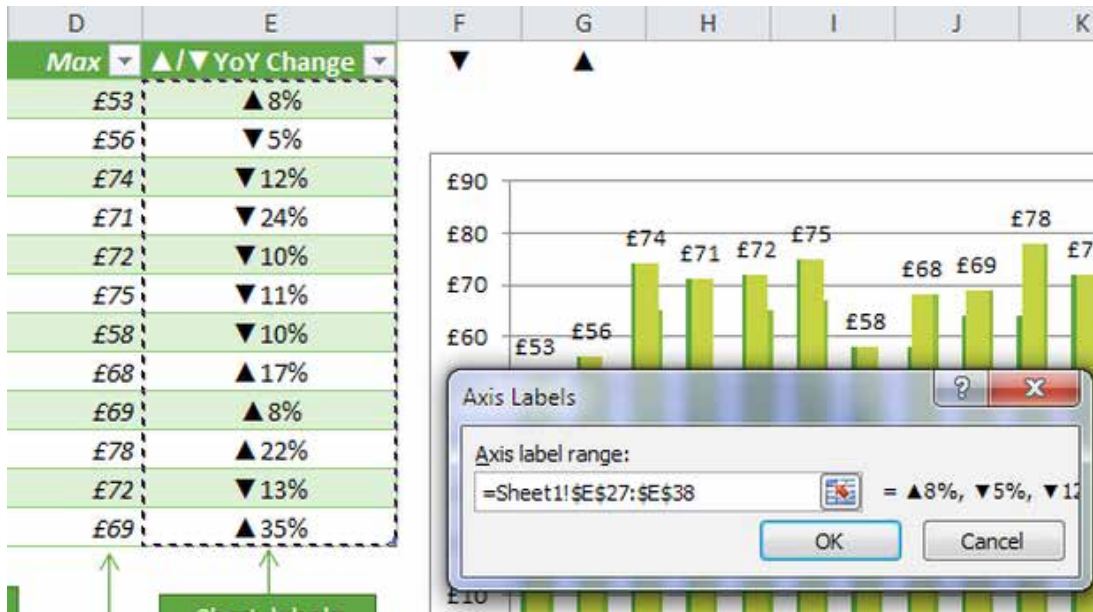 D E F G H I J K
Max ▲/▼YoY Change ▼ ▲
£53 ▲8%
£56 ▼5%
£74 ▼12%
£71 ▼24%
£72 ▼10%
£75 ▼11%
£58 ▼10%
£68 ▲17%
£69 ▲8%
£78 ▲22%
£72 ▼13%
£69 ▲35%
£90
£80
£70
£60
£10
£53 £56 £74 £71 £72 £75 £58 £68 £69 £78
Axis Labels
Axis label range:
=Sheet1!$E$27:$E$38 = ▲8%, ▼5%, ▼12
OK Cancel